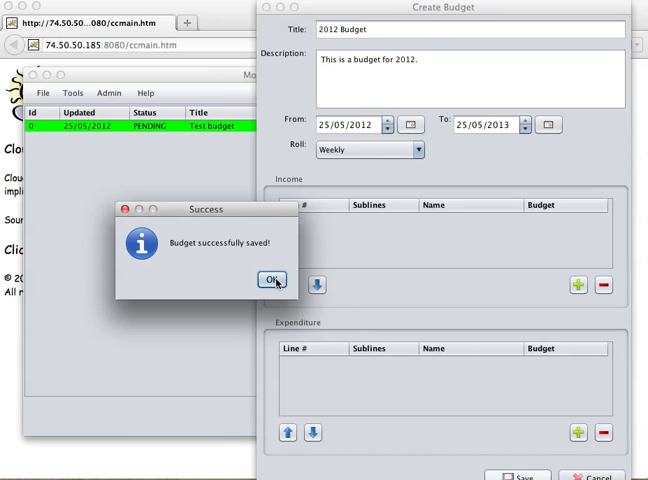 http://74.50.50...080/ccmain.htm
74.50.50.185:8080/ccmain.htm
File Tools Admin Help
Id Updated Status Title
0 25/05/2012 PENDING Test budget
Create Budget
Title: 2012 Budget
Description: This is a budget for 2012.
From: 25/05/2012 To: 25/05/2013
Roll: Weekly
Income
# Sublines Name Budget
Success
Budget successfully saved!
OK
Expenditure
Line # Sublines Name Budget
Save Cancel
© 20
All r